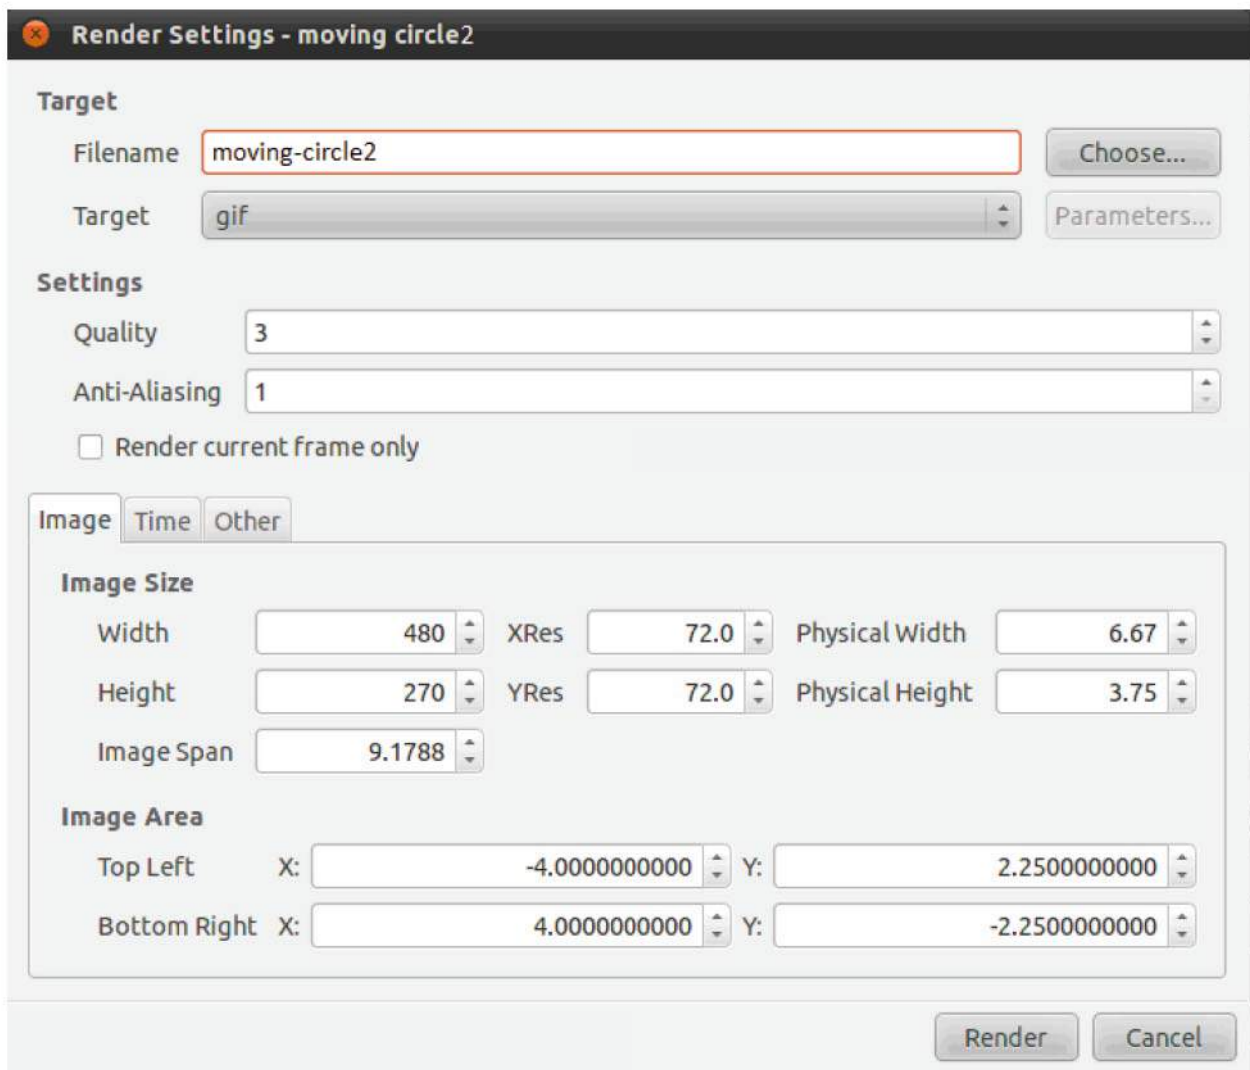 Render Settings - moving circle2
Target
Filename moving-circle2 Choose...
Target gif Parameters...
Settings
Quality 3
Anti-Aliasing 1
Render current frame only
Image Time Other
Image Size
Width 480 XRes 72.0 Physical Width 6.67
Height 270 YRes 72.0 Physical Height 3.75
Image Span 9.1788
Image Area
Top Left X: -4.0000000000 Y: 2.2500000000
Bottom Right X: 4.0000000000 Y: -2.2500000000
Render Cancel